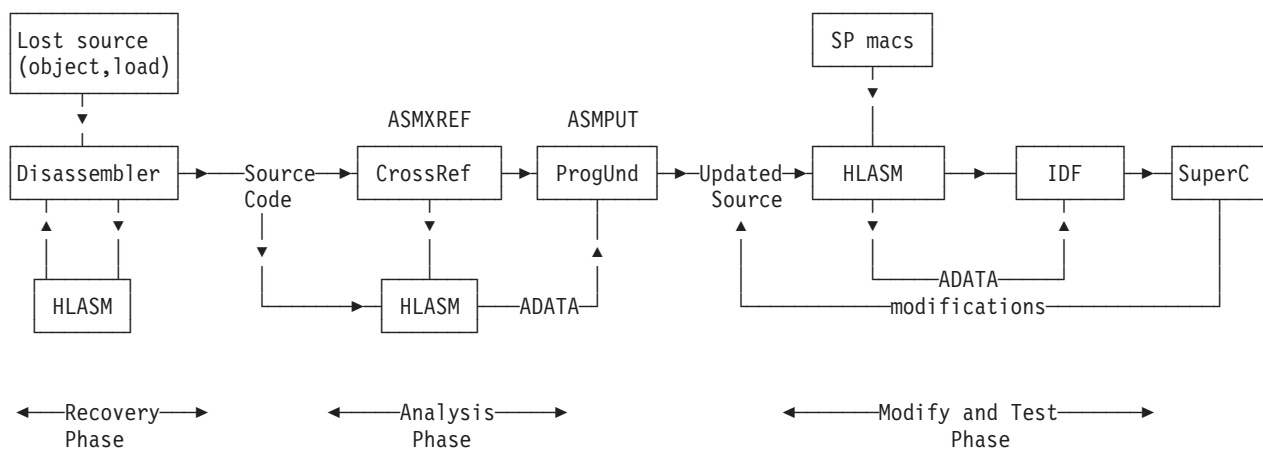 Lost source
(object,load)
SP macs
ASMXREF
ASMPUT
Disassembler
Source
Code
CrossRef
ProgUnd
Updated
Source
HLASM
IDF
SuperC
HLASM
HLASM
ADATA
ADATA
modifications
Recovery
Phase
Analysis
Phase
Modify and Test
Phase